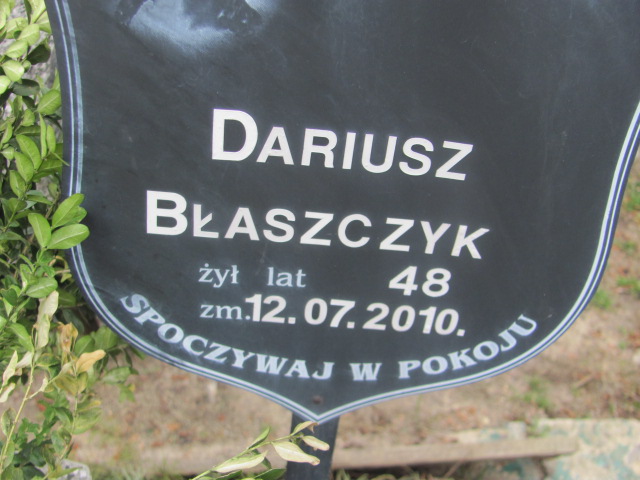 DARIUSZ
BŁASZCZYK
żył lat 48
zm. 12.07.2010.
SPOCZYWAJ W POKOJU